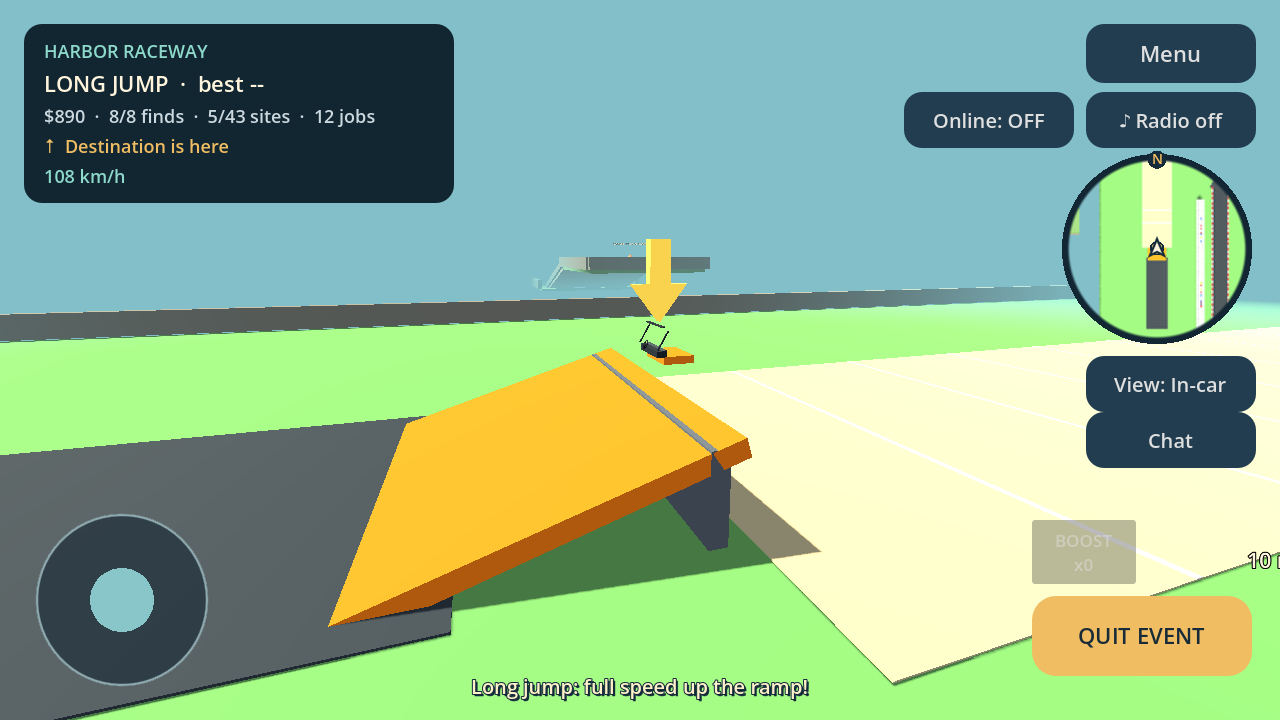 HARBOR RACEWAY
LONG JUMP · best --
$890 · 8/8 finds · 5/43 sites · 12 jobs
↑ Destination is here
108 km/h
Menu
Online: OFF
♪ Radio off
N
View: In-car
Chat
BOOST
x0
10
QUIT EVENT
Long jump: full speed up the ramp!